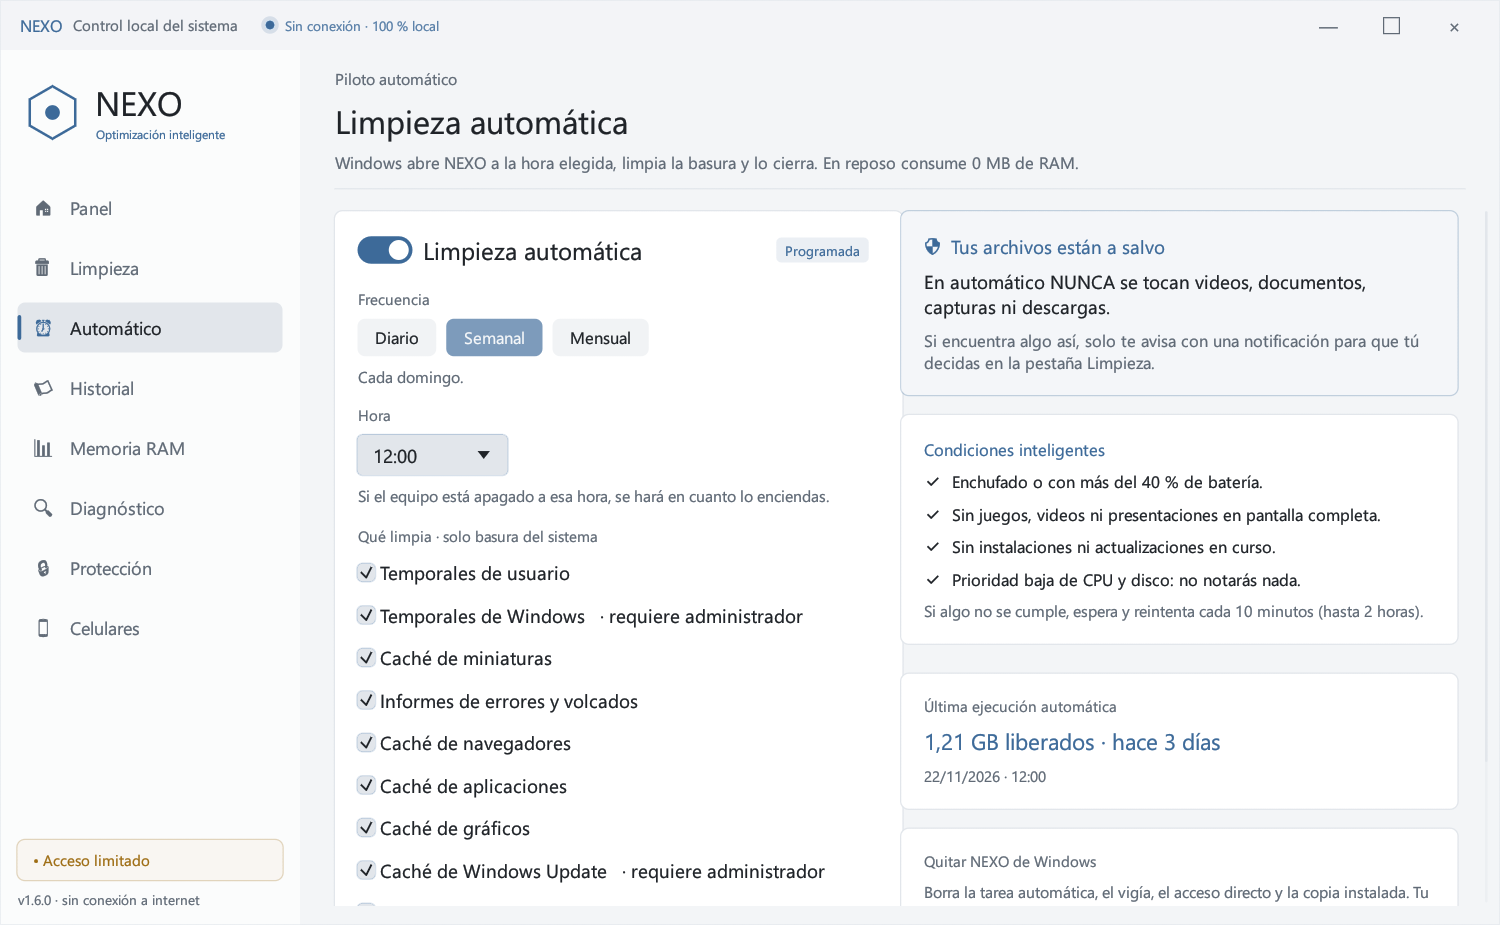 NEXO Control local del sistema Sin conexión · 100 % local
NEXO
Optimización inteligente
Panel
Limpieza
Automático
Historial
Memoria RAM
Diagnóstico
Protección
Celulares
• Acceso limitado
v1.6.0 · sin conexión a internet
Piloto automático
Limpieza automática
Windows abre NEXO a la hora elegida, limpia la basura y lo cierra. En reposo consume 0 MB de RAM.
Limpieza automática
Programada
Frecuencia
Diario Semanal Mensual
Cada domingo.
Hora
12:00
Si el equipo está apagado a esa hora, se hará en cuanto lo enciendas.
Qué limpia · solo basura del sistema
Temporales de usuario
Temporales de Windows · requiere administrador
Caché de miniaturas
Informes de errores y volcados
Caché de navegadores
Caché de aplicaciones
Caché de gráficos
Caché de Windows Update · requiere administrador
Tus archivos están a salvo
En automático NUNCA se tocan videos, documentos,
capturas ni descargas.
Si encuentra algo así, solo te avisa con una notificación para que tú
decidas en la pestaña Limpieza.
Condiciones inteligentes
Enchufado o con más del 40 % de batería.
Sin juegos, videos ni presentaciones en pantalla completa.
Sin instalaciones ni actualizaciones en curso.
Prioridad baja de CPU y disco: no notarás nada.
Si algo no se cumple, espera y reintenta cada 10 minutos (hasta 2 horas).
Última ejecución automática
1,21 GB liberados · hace 3 días
22/11/2026 · 12:00
Quitar NEXO de Windows
Borra la tarea automática, el vigía, el acceso directo y la copia instalada. Tu